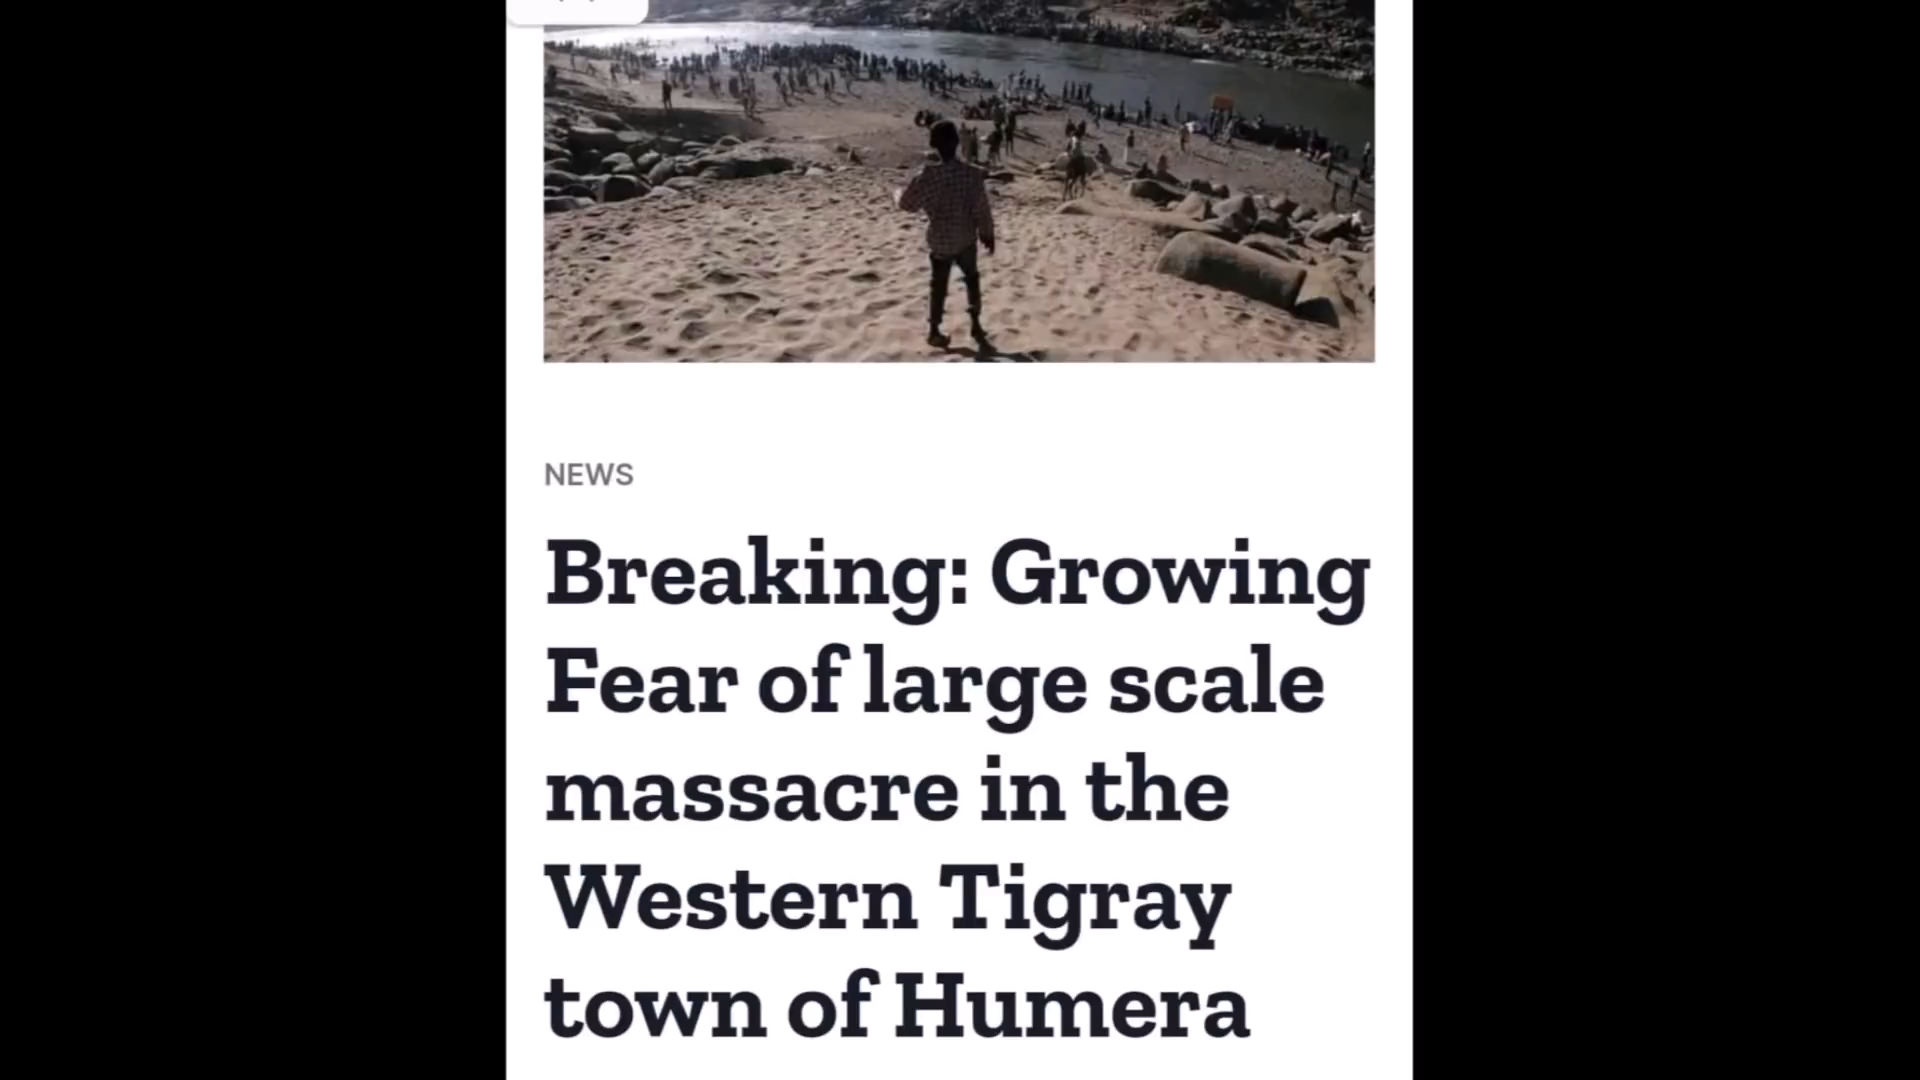 NEWS
Breaking: Growing
Fear of large scale
massacre in the
Western Tigray
town of Humera